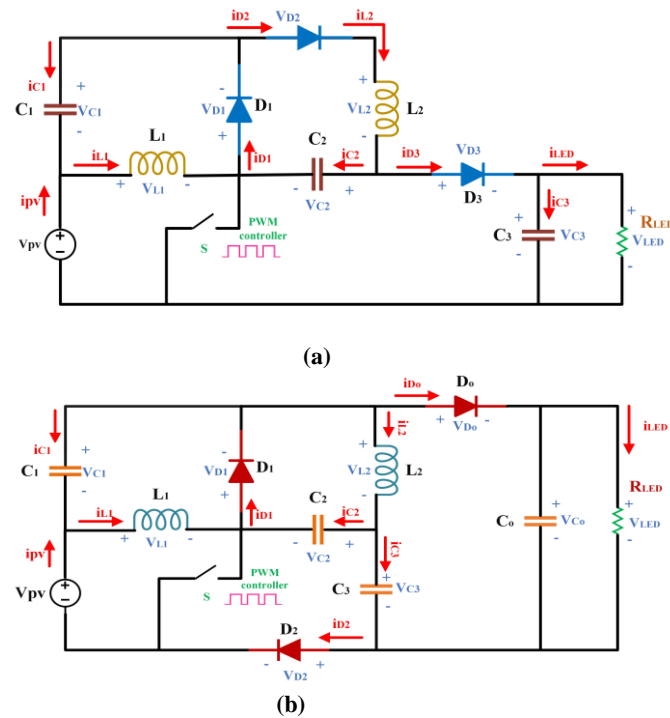 iD2 VD2 iL2
iC1 + - + +
C1 VC1 VD1 D1 VL2 L2
- L1 + C2 -
iL1 iD1 iC2 iD3 VD3 iLED
+ VL1 - - VC2 + + D3 -
ipv iC3 + RLEI
Vpv S PWM controller C3 + VC3 - VLED -
(a)
iDo Do
+ VDo -
iC1 + - iL2 + iLED
C1 VC1 VD1 D1 VL2 L2 RLED
- L1 + C2 - Co + VCo - + VLED -
iL1 iD1 iC2
+ VL1 - - VC2 + iC3
ipv PWM controller C3 + VC3 -
Vpv S
D2 iD2
- VD2 +
(b)